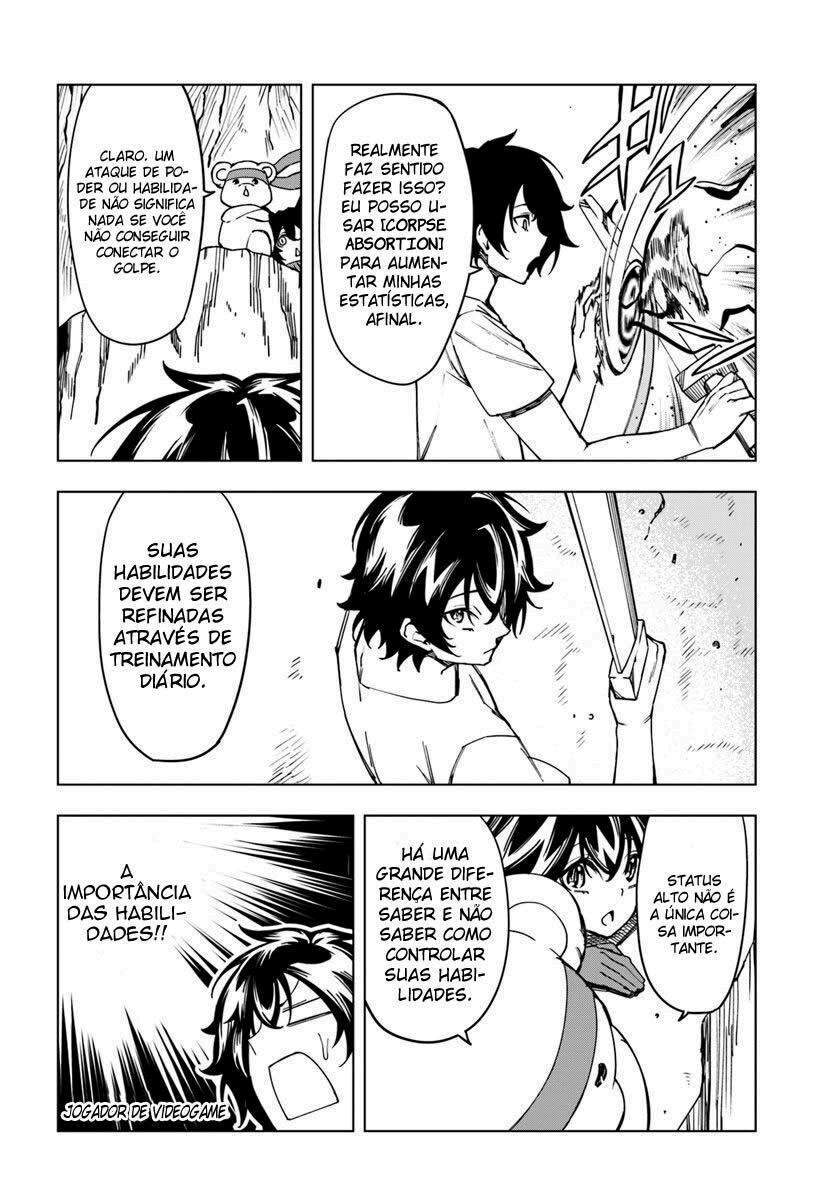 REALMENTE
FAZ SENTIDO
FAZER ISSO?
EU POSSO U-
SAR [CORPSE
ABSORTION]
PARA AUMENTAR
MINHAS
ESTATÍSTICAS,
AFINAL.
CLARO. UM
ATAQUE DE PO-
DER OU HABILIDA-
DE NÃO SIGNIFICA
NADA SE VOCÊ
NÃO CONSEGUIR
CONECTAR O
GOLPE.
SUAS
HABILIDADES
DEVEM SER
REFINADAS
ATRAVÉS DE
TREINAMENTO
DIÁRIO.
STATUS
ALTO NÃO É
A ÚNICA COI-
SA IMPOR-
TANTE.
HÁ UMA
GRANDE DIFE-
RENÇA ENTRE
SABER E NÃO
SABER COMO
CONTROLAR
SUAS HABI-
LIDADES.
A
IMPORTÂNCIA
DAS HABILI-
DADES!!
JOGADOR DE VIDEOGAME